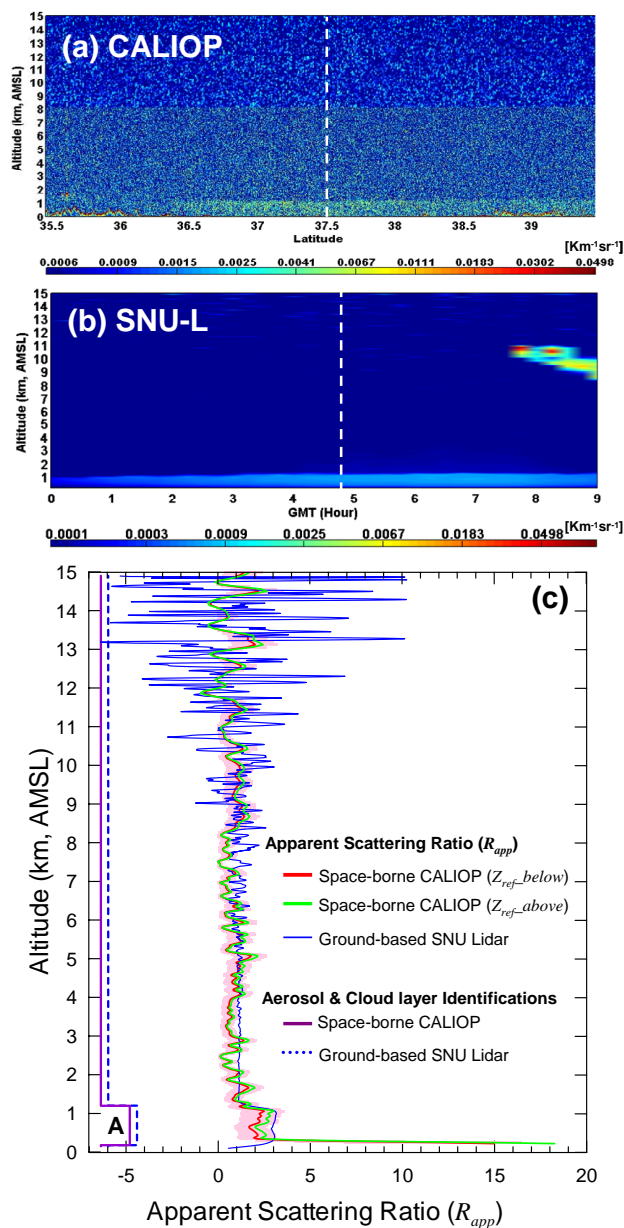 15
14
13
12
11
10
9
8
7
6
5
4
3
2
1
0
Altitude (km, AMSL)
(a) CALIOP
35.5 36 36.5 37 37.5 38 38.5 39
Latitude
[Km⁻¹sr⁻¹]
0.0006 0.0009 0.0015 0.0025 0.0041 0.0067 0.0111 0.0183 0.0302 0.0498
15
14
13
12
11
10
9
8
7
6
5
4
3
2
1
Altitude (km, AMSL)
(b) SNU-L
0 1 2 3 4 5 6 7 8 9
GMT (Hour)
[Km⁻¹sr⁻¹]
0.0001 0.0003 0.0009 0.0025 0.0067 0.0183 0.0498
15
14
13
12
11
10
9
8
7
6
5
4
3
2
1
0
Altitude (km, AMSL)
(c)
Apparent Scattering Ratio (R_app)
Space-borne CALIOP (Z_ref_below)
Space-borne CALIOP (Z_ref_above)
Ground-based SNU Lidar
Aerosol & Cloud layer Identifications
Space-borne CALIOP
Ground-based SNU Lidar
A
-5 0 5 10 15 20
Apparent Scattering Ratio (R_app)